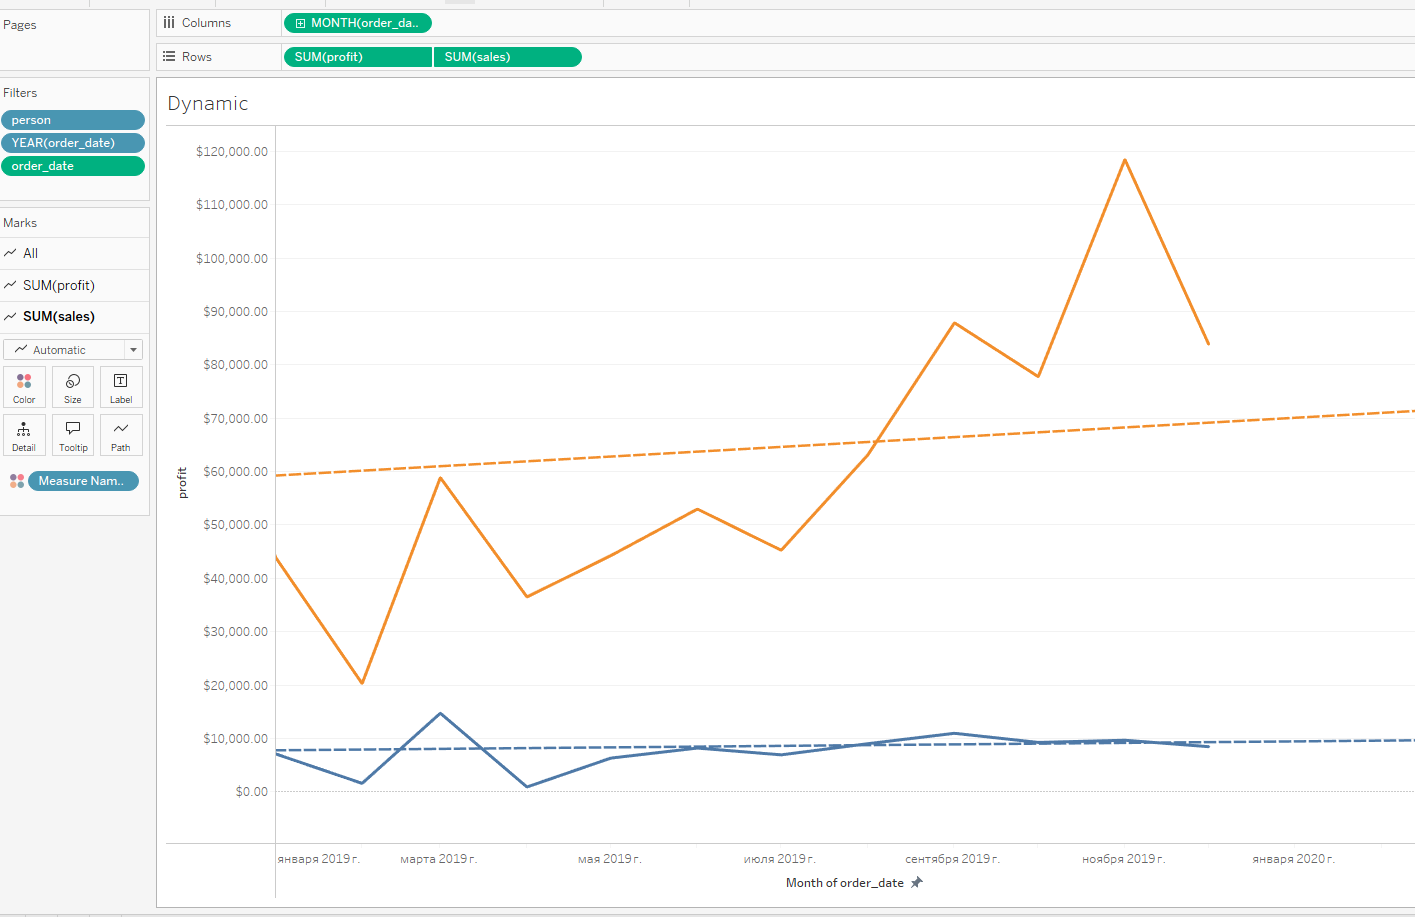 Pages
Columns
MONTH(order_da..
Rows
SUM(profit)
SUM(sales)
Filters
person
YEAR(order_date)
order_date
Marks
All
SUM(profit)
SUM(sales)
Automatic
Color
Size
Label
Detail
Tooltip
Path
Measure Nam..
Dynamic
$120,000.00
$110,000.00
$100,000.00
$90,000.00
$80,000.00
$70,000.00
$60,000.00
$50,000.00
$40,000.00
$30,000.00
$20,000.00
$10,000.00
$0.00
profit
января 2019 г.
марта 2019 г.
мая 2019 г.
июля 2019 г.
сентября 2019 г.
ноября 2019 г.
января 2020 г.
Month of order_date